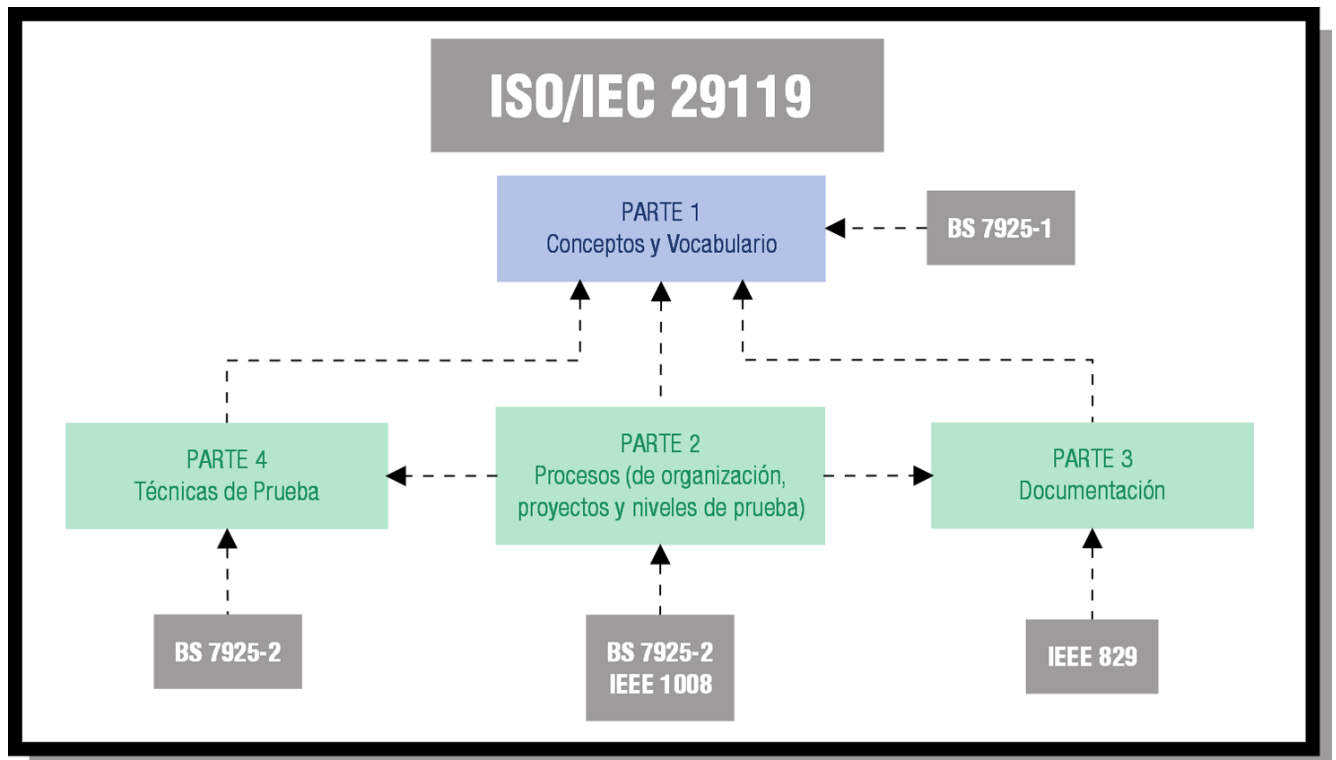 ISO/IEC 29119
PARTE 1
Conceptos y Vocabulario
BS 7925-1
PARTE 4
Técnicas de Prueba
PARTE 2
Procesos (de organización,
proyectos y niveles de prueba)
PARTE 3
Documentación
BS 7925-2
BS 7925-2
IEEE 1008
IEEE 829